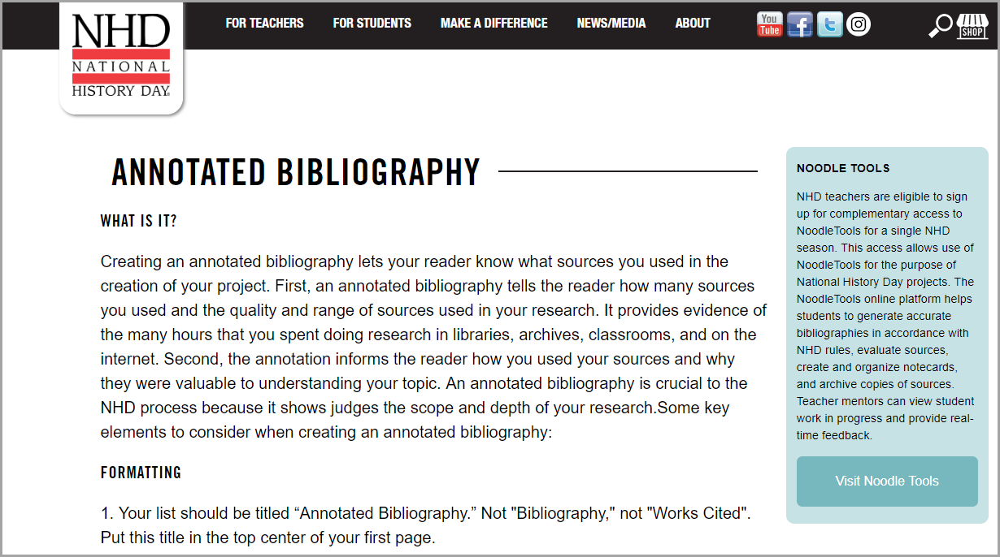 NHD
NATIONAL
HISTORY DAY
FOR TEACHERS
FOR STUDENTS
MAKE A DIFFERENCE
NEWS/MEDIA
ABOUT
You
Tube
f
t
SHOP
ANNOTATED BIBLIOGRAPHY
WHAT IS IT?
Creating an annotated bibliography lets your reader know what sources you used in the
creation of your project. First, an annotated bibliography tells the reader how many sources
you used and the quality and range of sources used in your research. It provides evidence of
the many hours that you spent doing research in libraries, archives, classrooms, and on the
internet. Second, the annotation informs the reader how you used your sources and why
they were valuable to understanding your topic. An annotated bibliography is crucial to the
NHD process because it shows judges the scope and depth of your research.Some key
elements to consider when creating an annotated bibliography:
FORMATTING
1. Your list should be titled “Annotated Bibliography.” Not "Bibliography," not "Works Cited".
Put this title in the top center of your first page.
NOODLE TOOLS
NHD teachers are eligible to sign
up for complementary access to
NoodleTools for a single NHD
season. This access allows use of
NoodleTools for the purpose of
National History Day projects. The
NoodleTools online platform helps
students to generate accurate
bibliographies in accordance with
NHD rules, evaluate sources,
create and organize notecards,
and archive copies of sources.
Teacher mentors can view student
work in progress and provide real-
time feedback.
Visit Noodle Tools